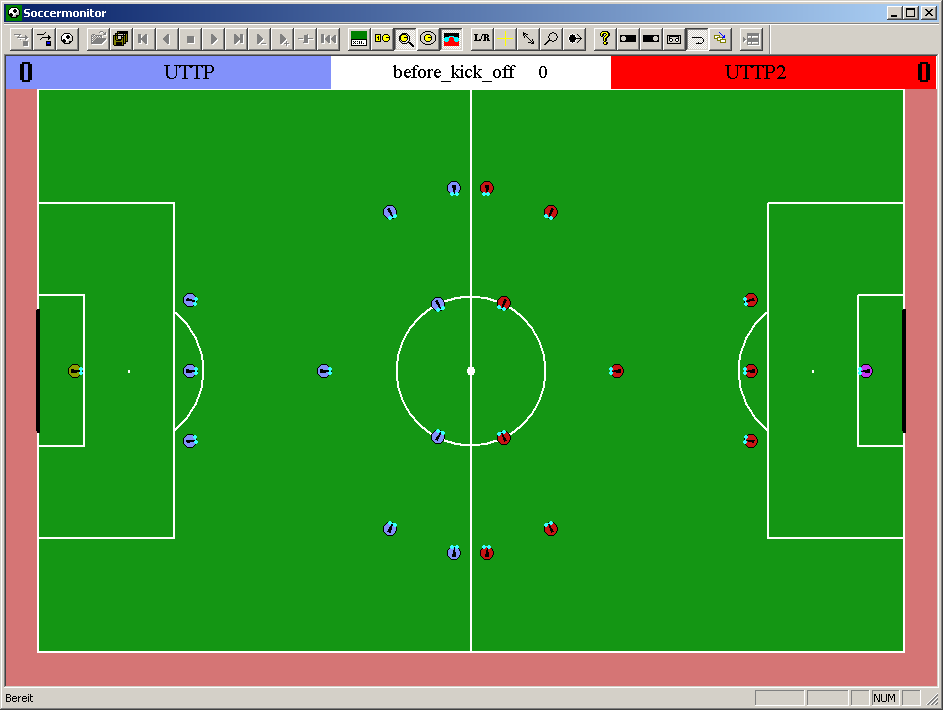 Soccermonitor
L/R
0 UTTP before_kick_off 0 UTTP2 0
Bereit
NUM